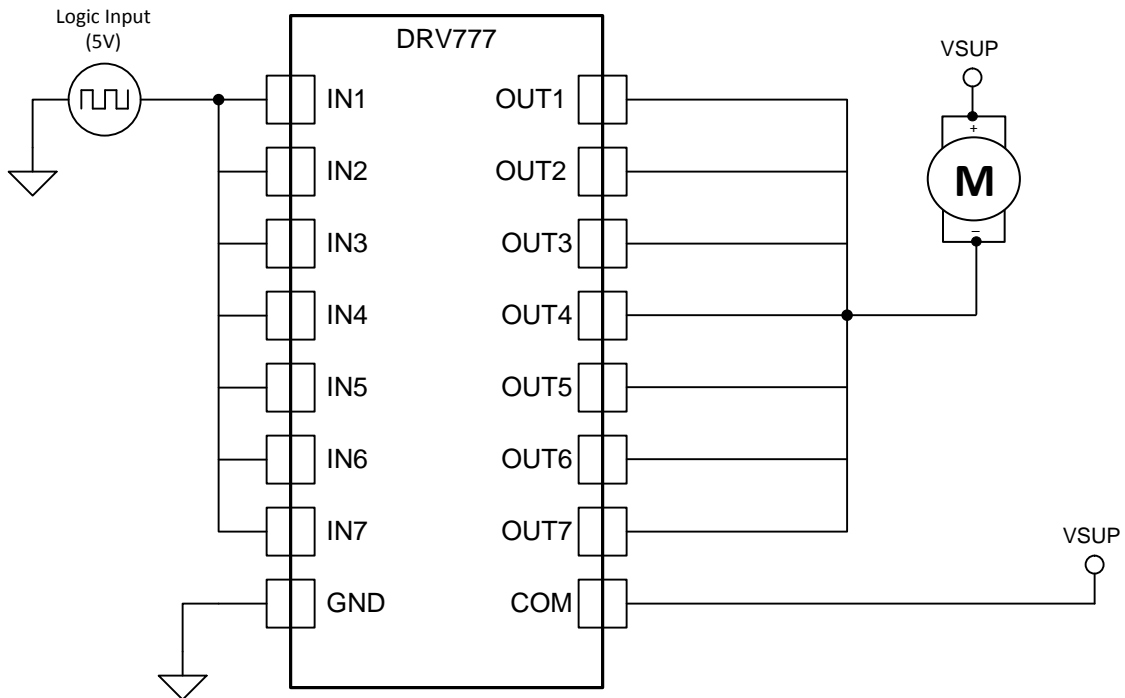 Logic Input
(5V)
DRV777
VSUP
IN1
OUT1
+
IN2
OUT2
M
IN3
OUT3
–
IN4
OUT4
IN5
OUT5
IN6
OUT6
IN7
OUT7
VSUP
GND
COM